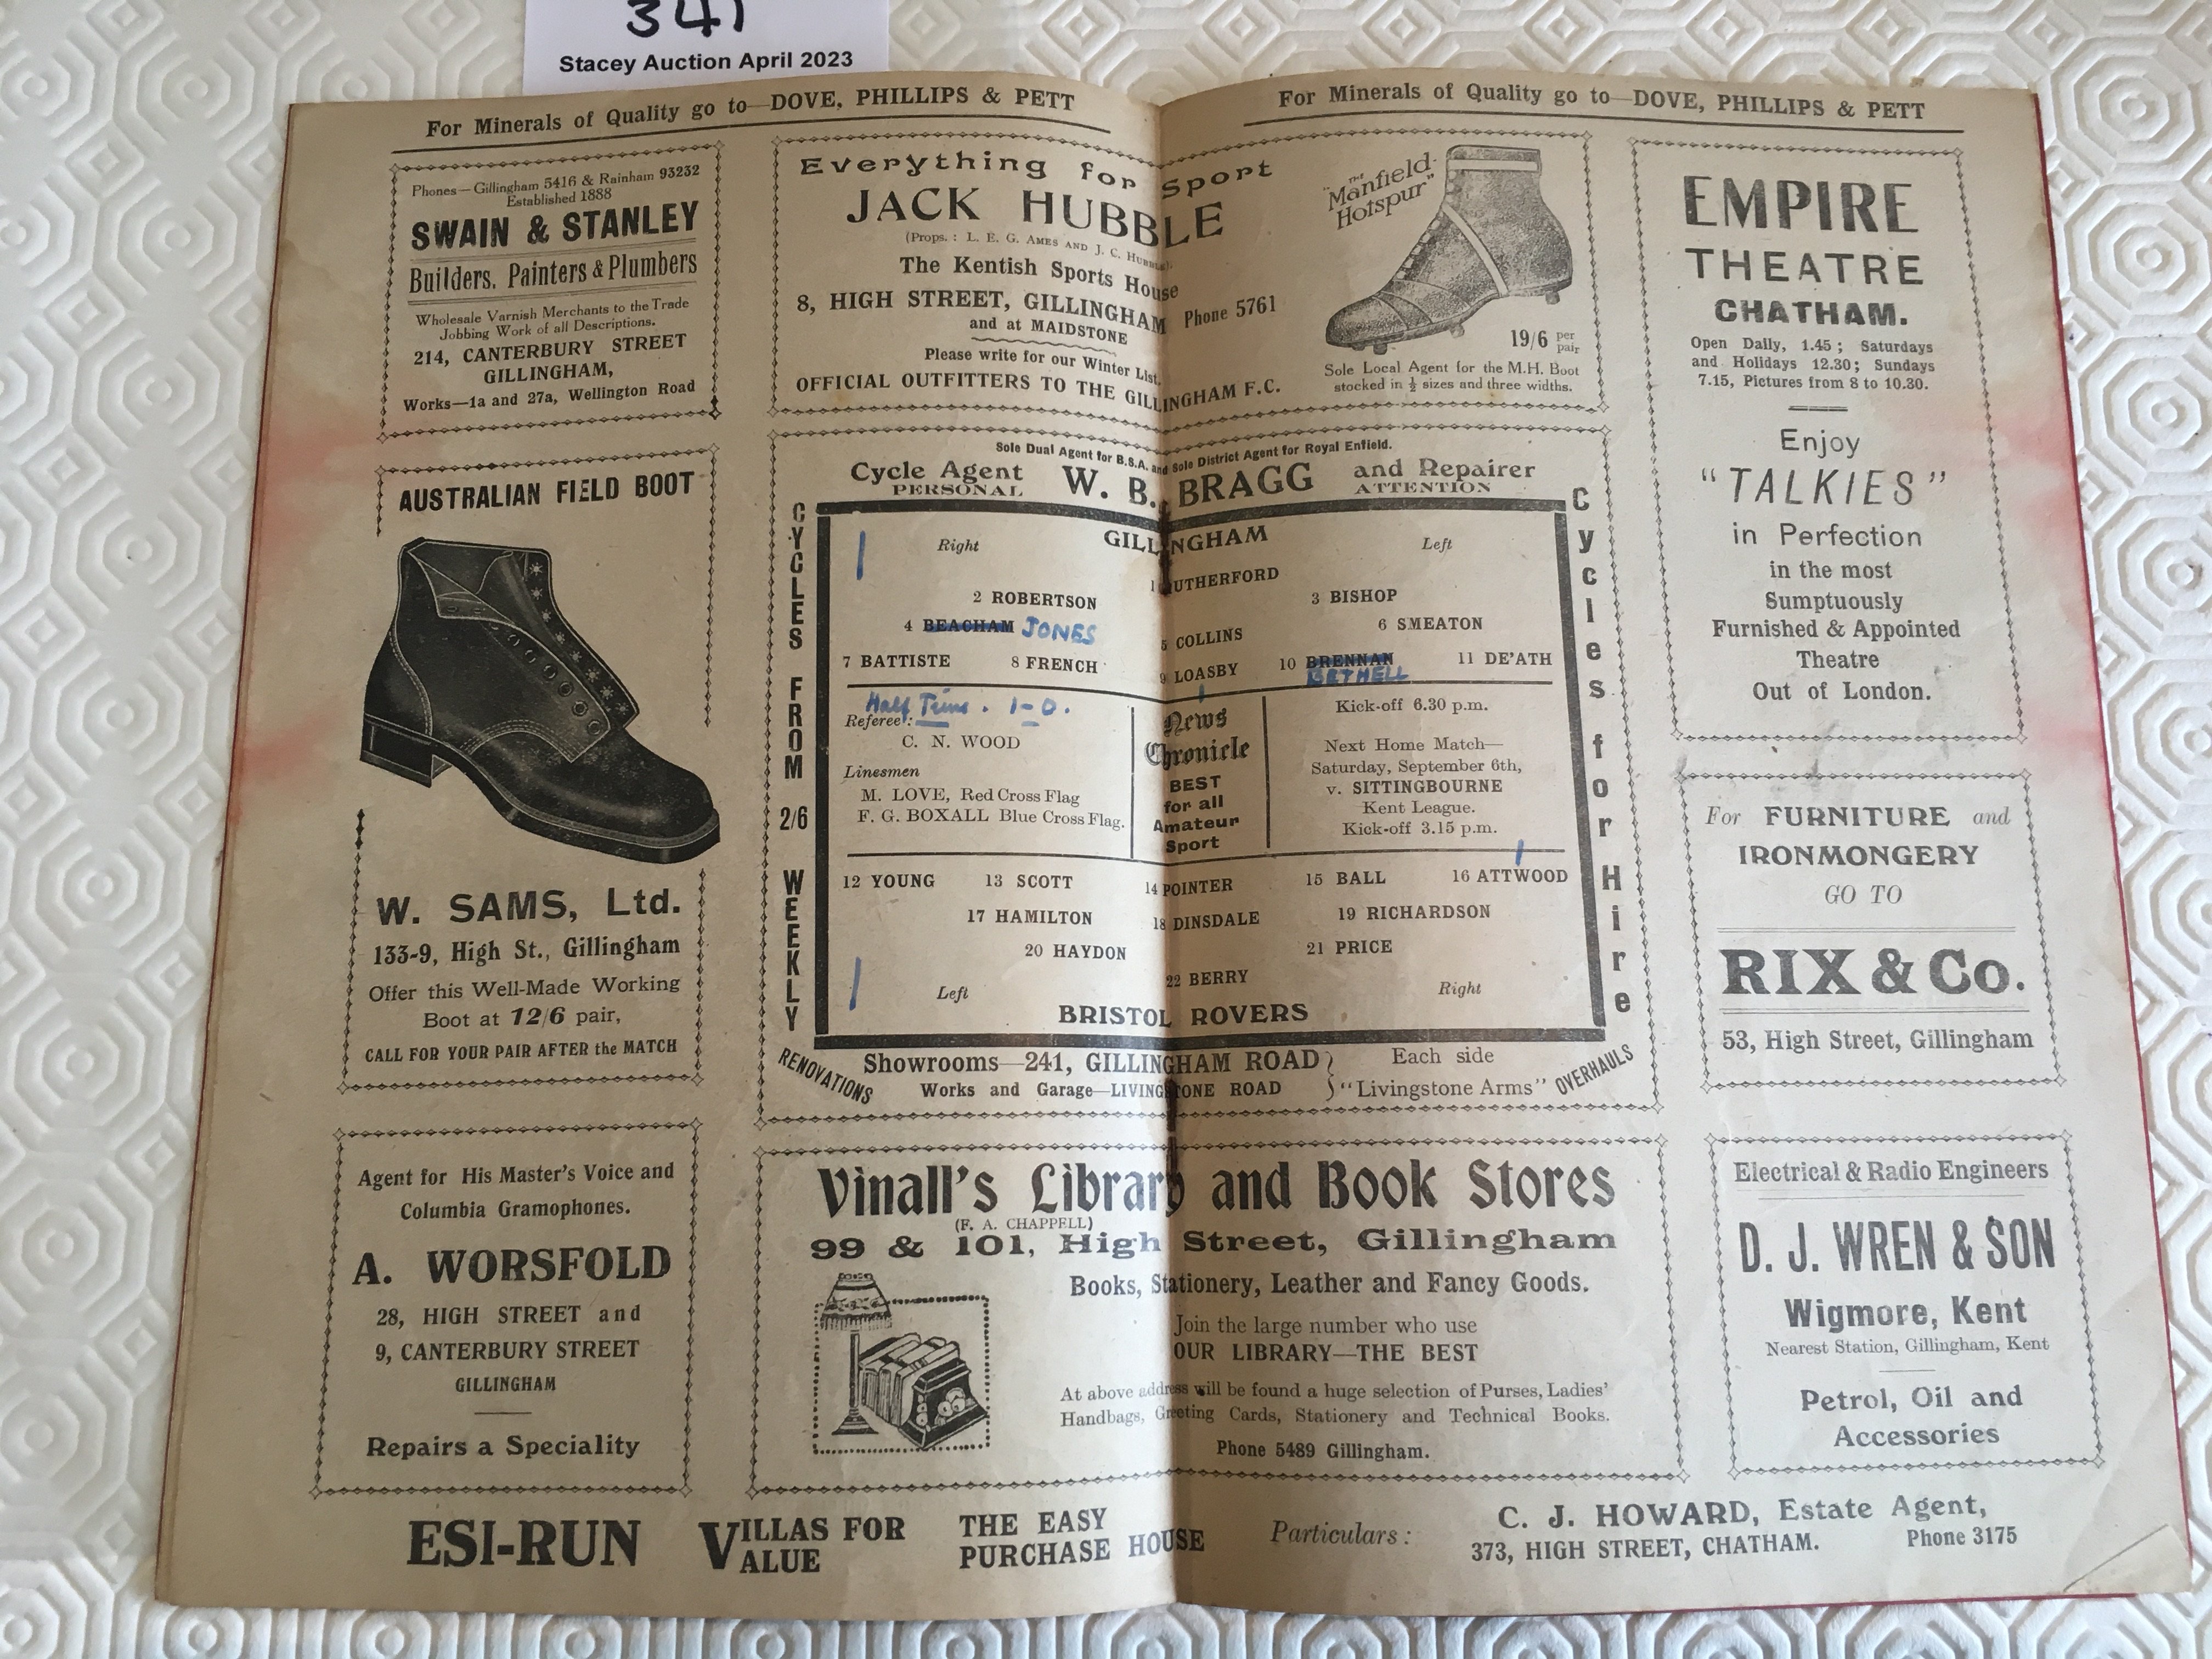 341
Stacey Auction April 2023
For Minerals of Quality go to—DOVE, PHILLIPS & PETT
For Minerals of Quality go to—DOVE, PHILLIPS & PETT
Phones—Gillingham 5416 & Rainham 93232
Established 1888
SWAIN & STANLEY
Builders, Painters & Plumbers
Wholesale Varnish Merchants to the Trade
Jobbing Work of all Descriptions.
214, CANTERBURY STREET
GILLINGHAM,
Works—1a and 27a, Wellington Road
AUSTRALIAN FIELD BOOT
W. SAMS, Ltd.
133-9, High St., Gillingham
Offer this Well-Made Working
Boot at 12/6 pair,
CALL FOR YOUR PAIR AFTER the MATCH
Agent for His Master's Voice and
Columbia Gramophones.
A. WORSFOLD
28, HIGH STREET and
9, CANTERBURY STREET
GILLINGHAM
Repairs a Speciality
Everything for Sport
JACK HUBBLE
(Props.: L. E. G. AMES AND J. C. HUBBLE).
The Kentish Sports House
8, HIGH STREET, GILLINGHAM Phone 5761
and at MAIDSTONE
Please write for our Winter List.
OFFICIAL OUTFITTERS TO THE GILLINGHAM F.C.
The
"Manfield
Hotspur"
19/6 per pair
Sole Local Agent for the M.H. Boot
stocked in ½ sizes and three widths.
Sole Dual Agent for B.S.A. and Sole District Agent for Royal Enfield.
Cycle Agent W. B. BRAGG and Repairer
PERSONAL ATTENTION
CYCLES FROM 2/6 WEEKLY
Cycles for Hire
1
Right GILLINGHAM Left
1 RUTHERFORD
2 ROBERTSON 3 BISHOP
4 BEACHAM JONES 5 COLLINS 6 SMEATON
7 BATTISTE 8 FRENCH 9 LOASBY 10 BRENNAN 11 DE'ATH
BETHELL
1
Half Time. 1-0.
Referee:
C. N. WOOD
Linesmen
M. LOVE, Red Cross Flag
F. G. BOXALL Blue Cross Flag.
News
Chronicle
BEST
for all
Amateur
Sport
Kick-off 6.30 p.m.
Next Home Match—
Saturday, September 6th,
v. SITTINGBOURNE
Kent League.
Kick-off 3.15 p.m.
1
12 YOUNG 13 SCOTT 14 POINTER 15 BALL 16 ATTWOOD
17 HAMILTON 18 DINSDALE 19 RICHARDSON
20 HAYDON 21 PRICE
22 BERRY
1
Left BRISTOL ROVERS Right
RENOVATIONS
Showrooms—241, GILLINGHAM ROAD Each side
Works and Garage—LIVINGSTONE ROAD "Livingstone Arms"
OVERHAULS
Vinall's Library and Book Stores
(F. A. CHAPPELL)
99 & 101, High Street, Gillingham
Books, Stationery, Leather and Fancy Goods.
Join the large number who use
OUR LIBRARY—THE BEST
At above address will be found a huge selection of Purses, Ladies'
Handbags, Greeting Cards, Stationery and Technical Books.
Phone 5489 Gillingham.
EMPIRE
THEATRE
CHATHAM.
Open Daily, 1.45; Saturdays
and Holidays 12.30; Sundays
7.15, Pictures from 8 to 10.30.
Enjoy
"TALKIES"
in Perfection
in the most
Sumptuously
Furnished & Appointed
Theatre
Out of London.
For FURNITURE and
IRONMONGERY
GO TO
RIX & Co.
53, High Street, Gillingham
Electrical & Radio Engineers
D. J. WREN & SON
Wigmore, Kent
Nearest Station, Gillingham, Kent
Petrol, Oil and
Accessories
ESI-RUN VILLAS FOR VALUE THE EASY PURCHASE HOUSE
Particulars: C. J. HOWARD, Estate Agent,
373, HIGH STREET, CHATHAM. Phone 3175